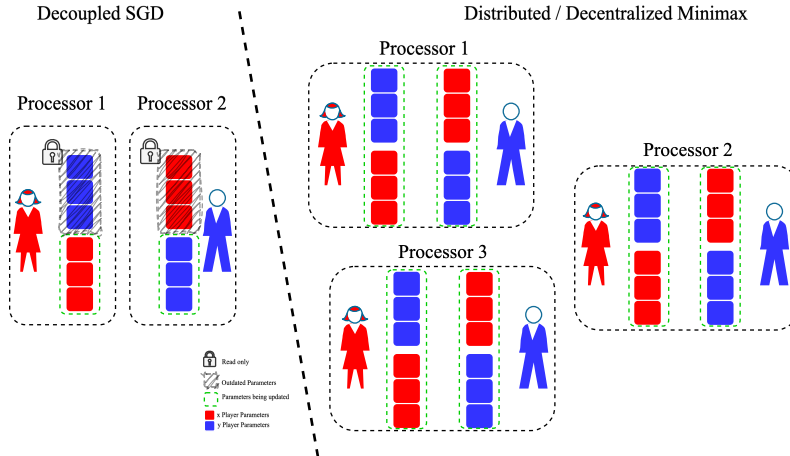 Decoupled SGD
Distributed / Decentralized Minimax
Processor 1
Processor 2
Processor 1
Processor 2
Processor 3
Read only
Outdated Parameters
Parameters being updated
x Player Parameters
y Player Parameters